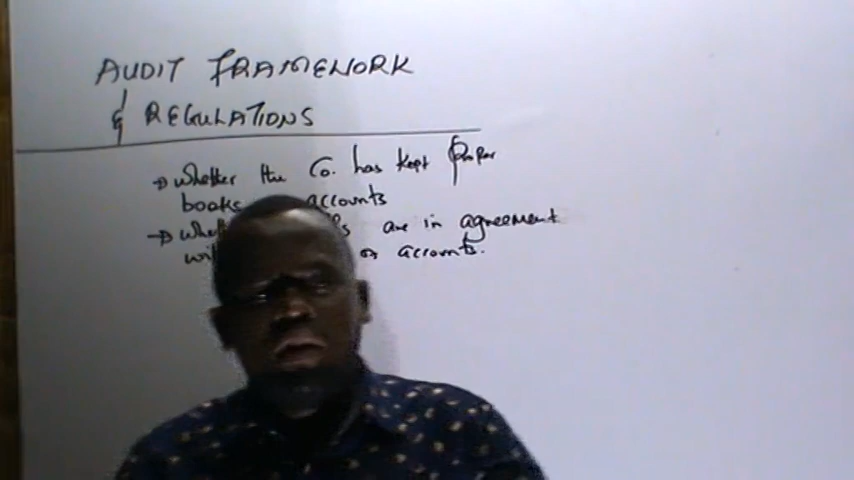 AUDIT FRAMEWORK
& REGULATIONS
→ whether the Co. has kept proper
books accounts
→ are in agreement
accounts.